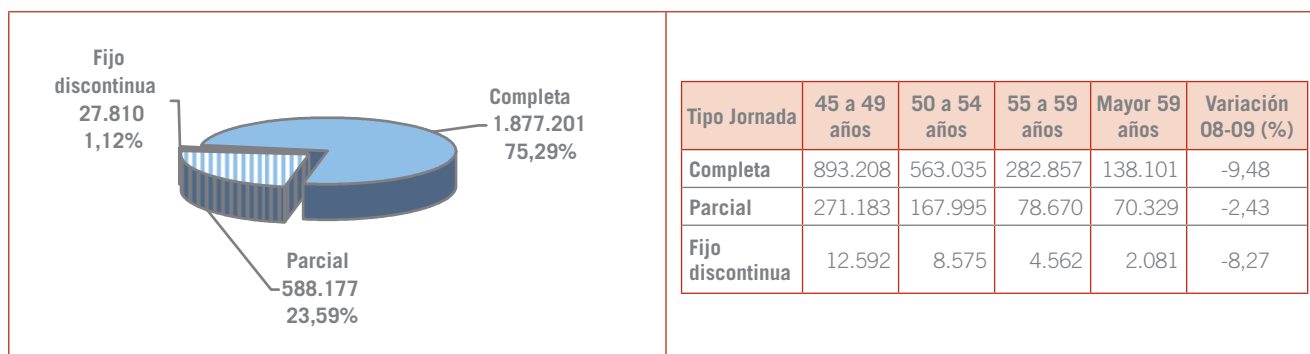 Fijo
discontinua
27.810
1,12%
Completa
1.877.201
75,29%
Parcial
588.177
23,59%
Tipo Jornada 45 a 49 años 50 a 54 años 55 a 59 años Mayor 59 años Variación 08-09 (%)
Completa 893.208 563.035 282.857 138.101 -9,48
Parcial 271.183 167.995 78.670 70.329 -2,43
Fijo discontinua 12.592 8.575 4.562 2.081 -8,27